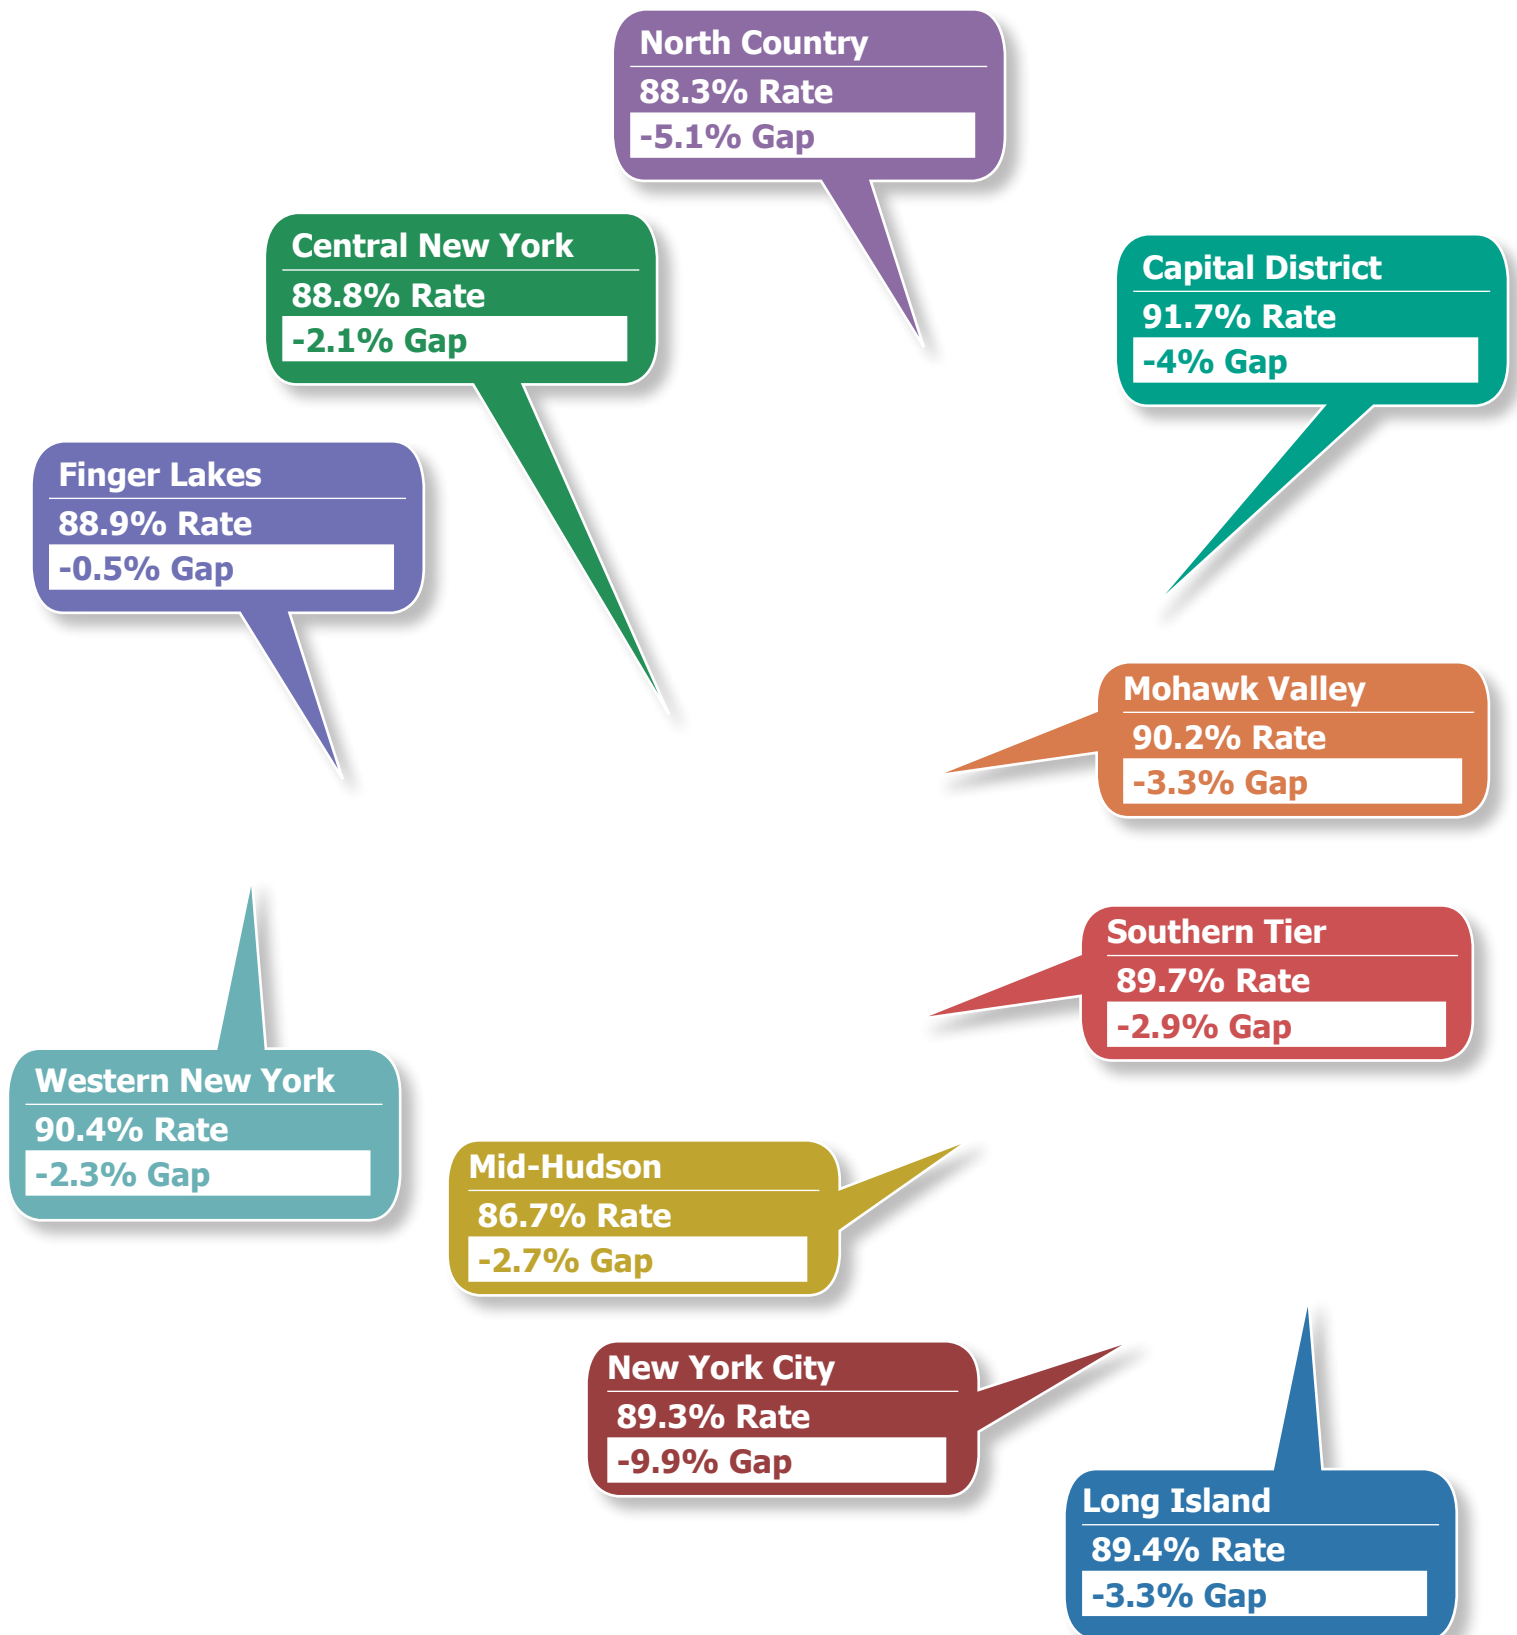 North Country
88.3% Rate
-5.1% Gap
Central New York
88.8% Rate
-2.1% Gap
Capital District
91.7% Rate
-4% Gap
Finger Lakes
88.9% Rate
-0.5% Gap
Mohawk Valley
90.2% Rate
-3.3% Gap
Southern Tier
89.7% Rate
-2.9% Gap
Western New York
90.4% Rate
-2.3% Gap
Mid-Hudson
86.7% Rate
-2.7% Gap
New York City
89.3% Rate
-9.9% Gap
Long Island
89.4% Rate
-3.3% Gap